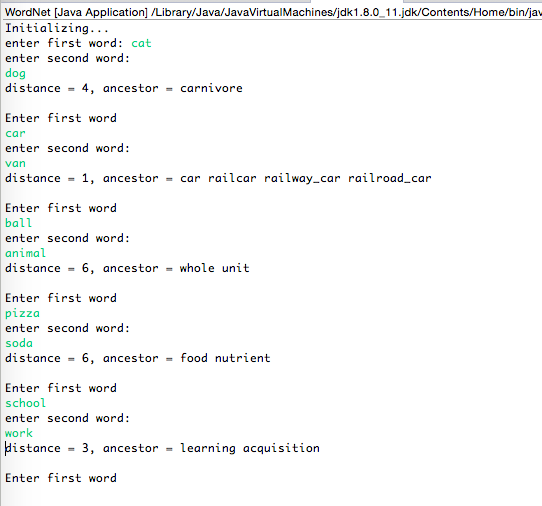 WordNet [Java Application] /Library/Java/JavaVirtualMachines/jdk1.8.0_11.jdk/Contents/Home/bin/jav
Initializing...
enter first word: cat
enter second word:
dog
distance = 4, ancestor = carnivore
Enter first word
car
enter second word:
van
distance = 1, ancestor = car railcar railway_car railroad_car
Enter first word
ball
enter second word:
animal
distance = 6, ancestor = whole unit
Enter first word
pizza
enter second word:
soda
distance = 6, ancestor = food nutrient
Enter first word
school
enter second word:
work
distance = 3, ancestor = learning acquisition
Enter first word